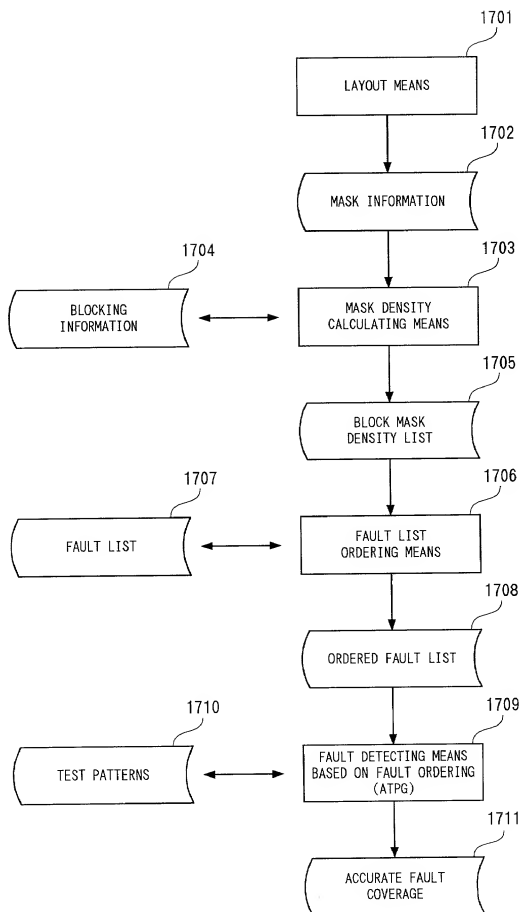 1701
LAYOUT MEANS
1702
MASK INFORMATION
1703
1704
BLOCKING
INFORMATION
MASK DENSITY
CALCULATING MEANS
1705
BLOCK MASK
DENSITY LIST
1706
1707
FAULT LIST
FAULT LIST
ORDERING MEANS
1708
ORDERED FAULT LIST
1709
1710
TEST PATTERNS
FAULT DETECTING MEANS
BASED ON FAULT ORDERING
(ATPG)
1711
ACCURATE FAULT
COVERAGE